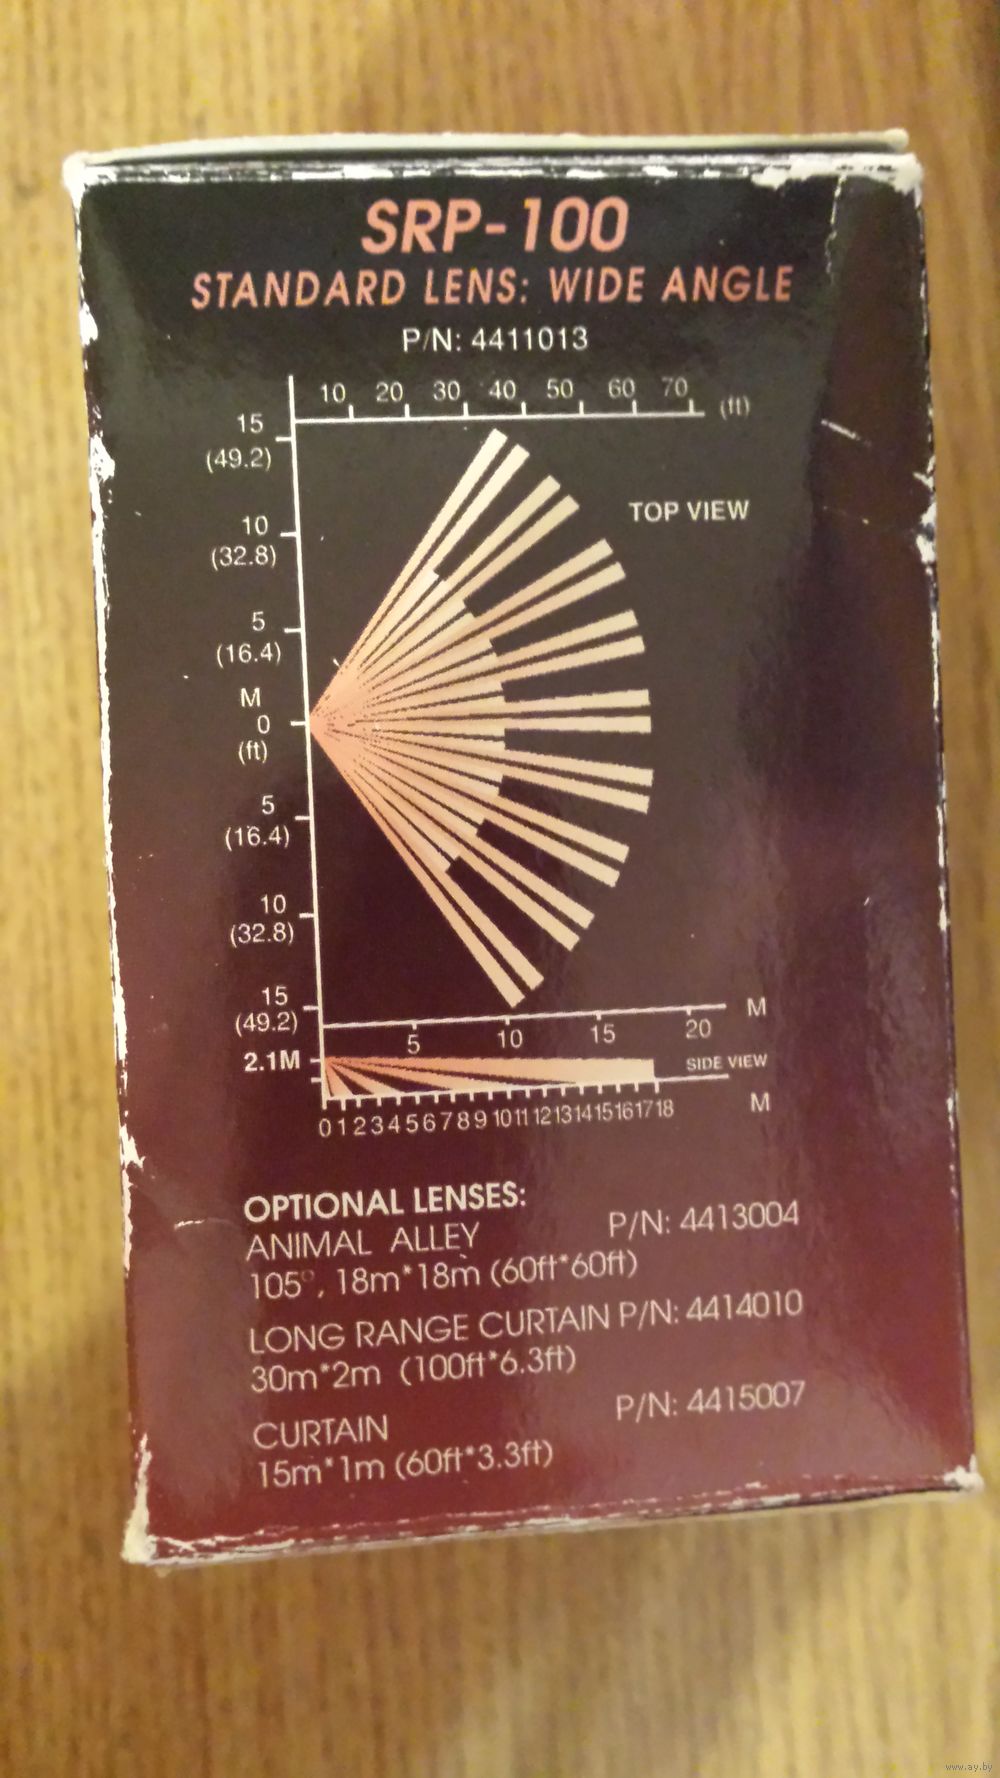 SRP-100
STANDARD LENS: WIDE ANGLE
P/N: 4411013
10 20 30 40 50 60 70 (ft)
15
(49.2)
TOP VIEW
10
(32.8)
5
(16.4)
M
0
(ft)
5
(16.4)
10
(32.8)
15
(49.2)
5 10 15 20 M
2.1M
SIDE VIEW
0 1 2 3 4 5 6 7 8 9 10 11 12 13 14 15 16 17 18 M
OPTIONAL LENSES:
ANIMAL ALLEY P/N: 4413004
105°, 18m*18m (60ft*60ft)
LONG RANGE CURTAIN P/N: 4414010
30m*2m (100ft*6.3ft)
CURTAIN P/N: 4415007
15m*1m (60ft*3.3ft)
www.ay.by